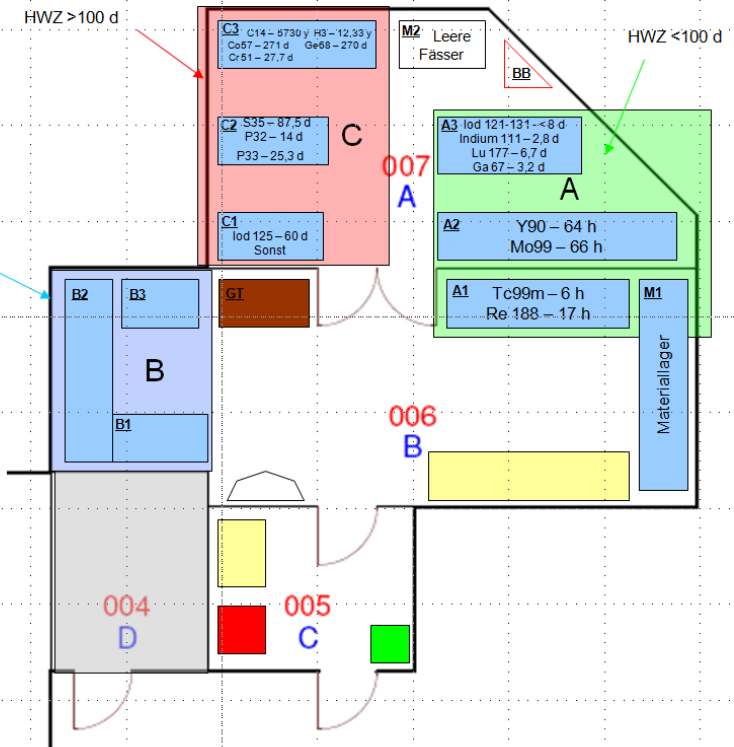 HWZ >100 d
C3 C14 – 5730 y H3 – 12,33 y
Co57 – 271 d Ge68 – 270 d
Cr51 – 27,7 d
M2 Leere
Fässer
BB
HWZ <100 d
C2 S35 – 87,5 d
P32 – 14 d
P33 – 25,3 d
C
A3 Iod 121-131 -<8 d
Indium 111 – 2,8 d
Lu 177 – 6,7 d
Ga 67 – 3,2 d
A
007
A
C1
Iod 125 – 60 d
Sonst
A2 Y90 – 64 h
Mo99 – 66 h
B2
B3
GT
A1 Tc99m – 6 h
Re 188 – 17 h
M1
Materiallager
B
B1
006
B
004
D
005
C